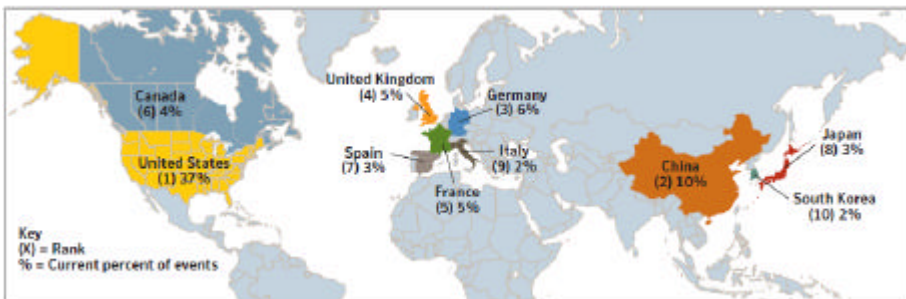 United Kingdom
(4) 5%
Germany
(3) 6%
Canada
(6) 4%
Japan
(8) 3%
Spain
(7) 3%
Italy
(9) 2%
United States
(1) 37%
China
(2) 10%
France
(5) 5%
South Korea
(10) 2%
Key
(X) = Rank
% = Current percent of events